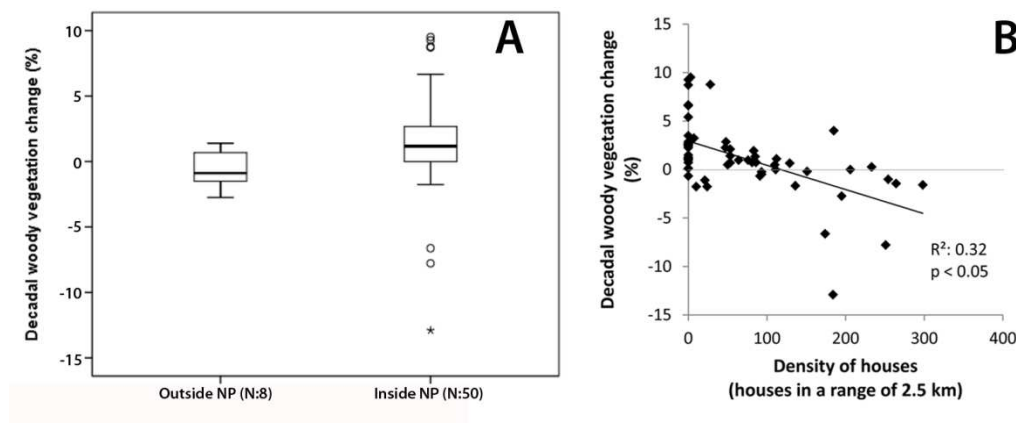 A
Decadal woody vegetation change (%)
10
5
0
-5
-10
-15
Outside NP (N:8)
Inside NP (N:50)
B
Decadal woody vegetation change
(%)
15
10
5
0
-5
-10
-15
R²: 0.32
p < 0.05
0
100
200
300
400
Density of houses
(houses in a range of 2.5 km)